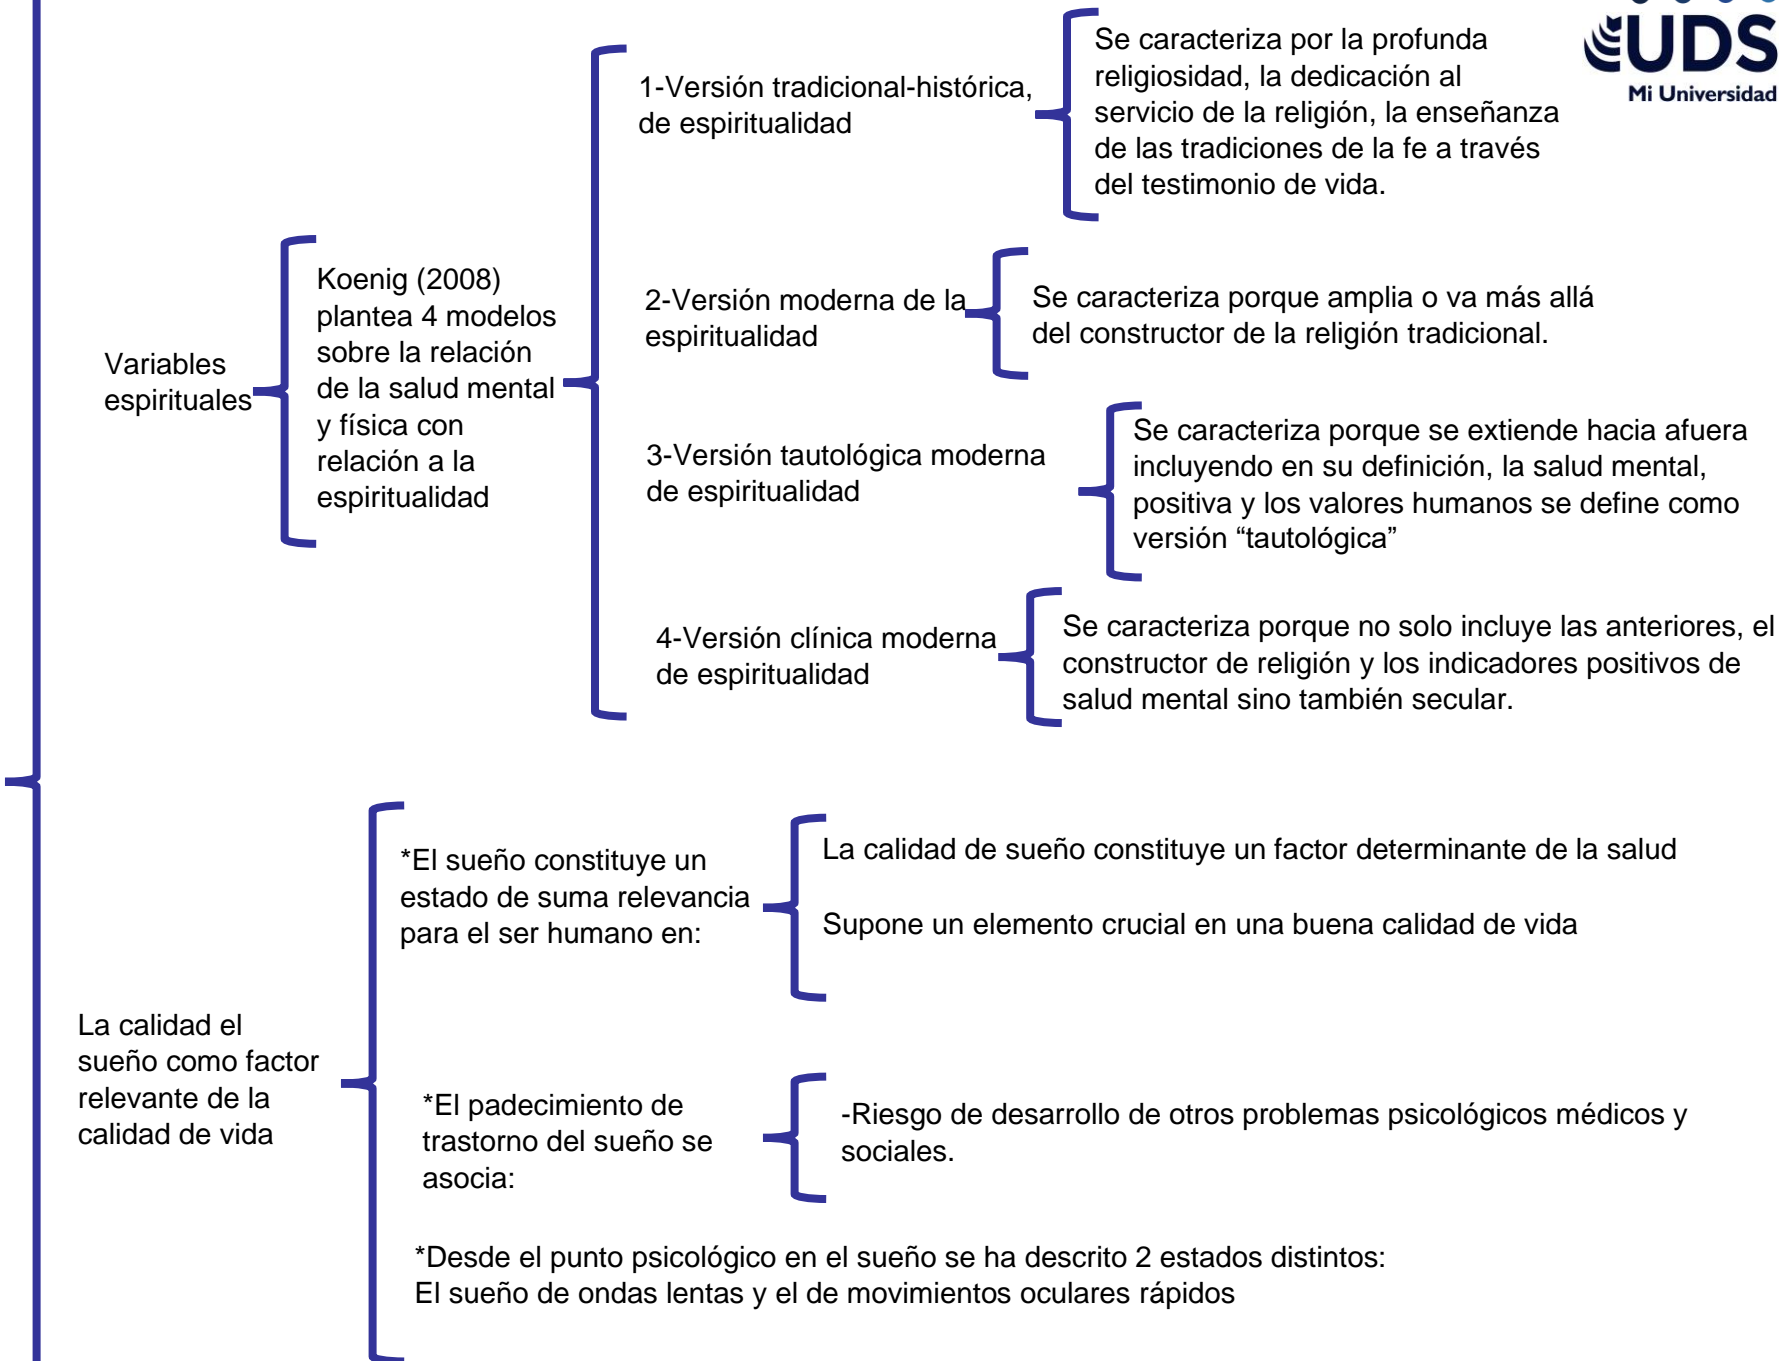 UDS
Mi Universidad
Variables
espirituales
Koenig (2008)
plantea 4 modelos
sobre la relación
de la salud mental
y física con
relación a la
espiritualidad
1-Versión tradicional-histórica,
de espiritualidad
Se caracteriza por la profunda
religiosidad, la dedicación al
servicio de la religión, la enseñanza
de las tradiciones de la fe a través
del testimonio de vida.
2-Versión moderna de la
espiritualidad
Se caracteriza porque amplia o va más allá
del constructor de la religión tradicional.
3-Versión tautológica moderna
de espiritualidad
Se caracteriza porque se extiende hacia afuera
incluyendo en su definición, la salud mental,
positiva y los valores humanos se define como
versión “tautológica”
4-Versión clínica moderna
de espiritualidad
Se caracteriza porque no solo incluye las anteriores, el
constructor de religión y los indicadores positivos de
salud mental sino también secular.
La calidad el
sueño como factor
relevante de la
calidad de vida
*El sueño constituye un
estado de suma relevancia
para el ser humano en:
La calidad de sueño constituye un factor determinante de la salud
Supone un elemento crucial en una buena calidad de vida
*El padecimiento de
trastorno del sueño se
asocia:
-Riesgo de desarrollo de otros problemas psicológicos médicos y
sociales.
*Desde el punto psicológico en el sueño se ha descrito 2 estados distintos:
El sueño de ondas lentas y el de movimientos oculares rápidos